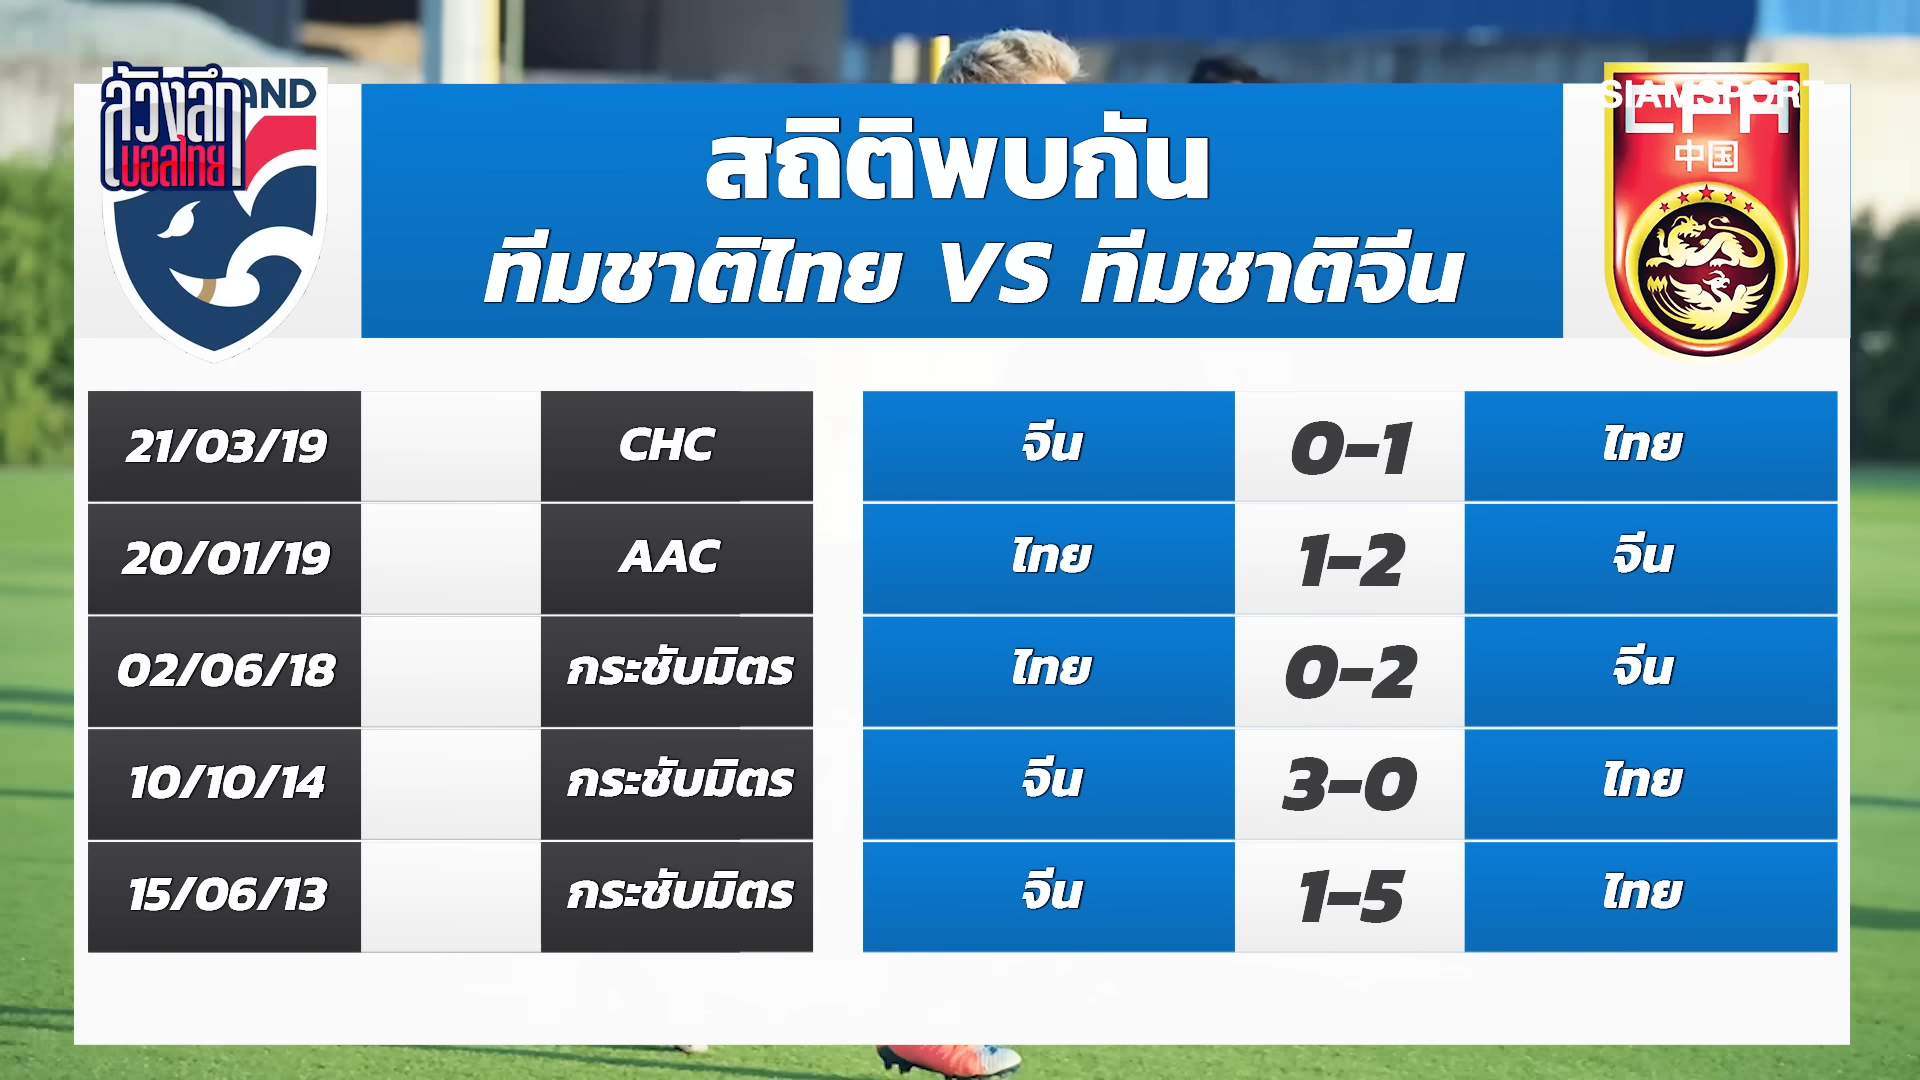 ล้วงลึก
บอลไทย
AND
SIAMSPORT
CFA
中国
สถิติพบกัน
ทีมชาติไทย VS ทีมชาติจีน
21/03/19 CHC จีน 0-1 ไทย
20/01/19 AAC ไทย 1-2 จีน
02/06/18 กระชับมิตร ไทย 0-2 จีน
10/10/14 กระชับมิตร จีน 3-0 ไทย
15/06/13 กระชับมิตร จีน 1-5 ไทย